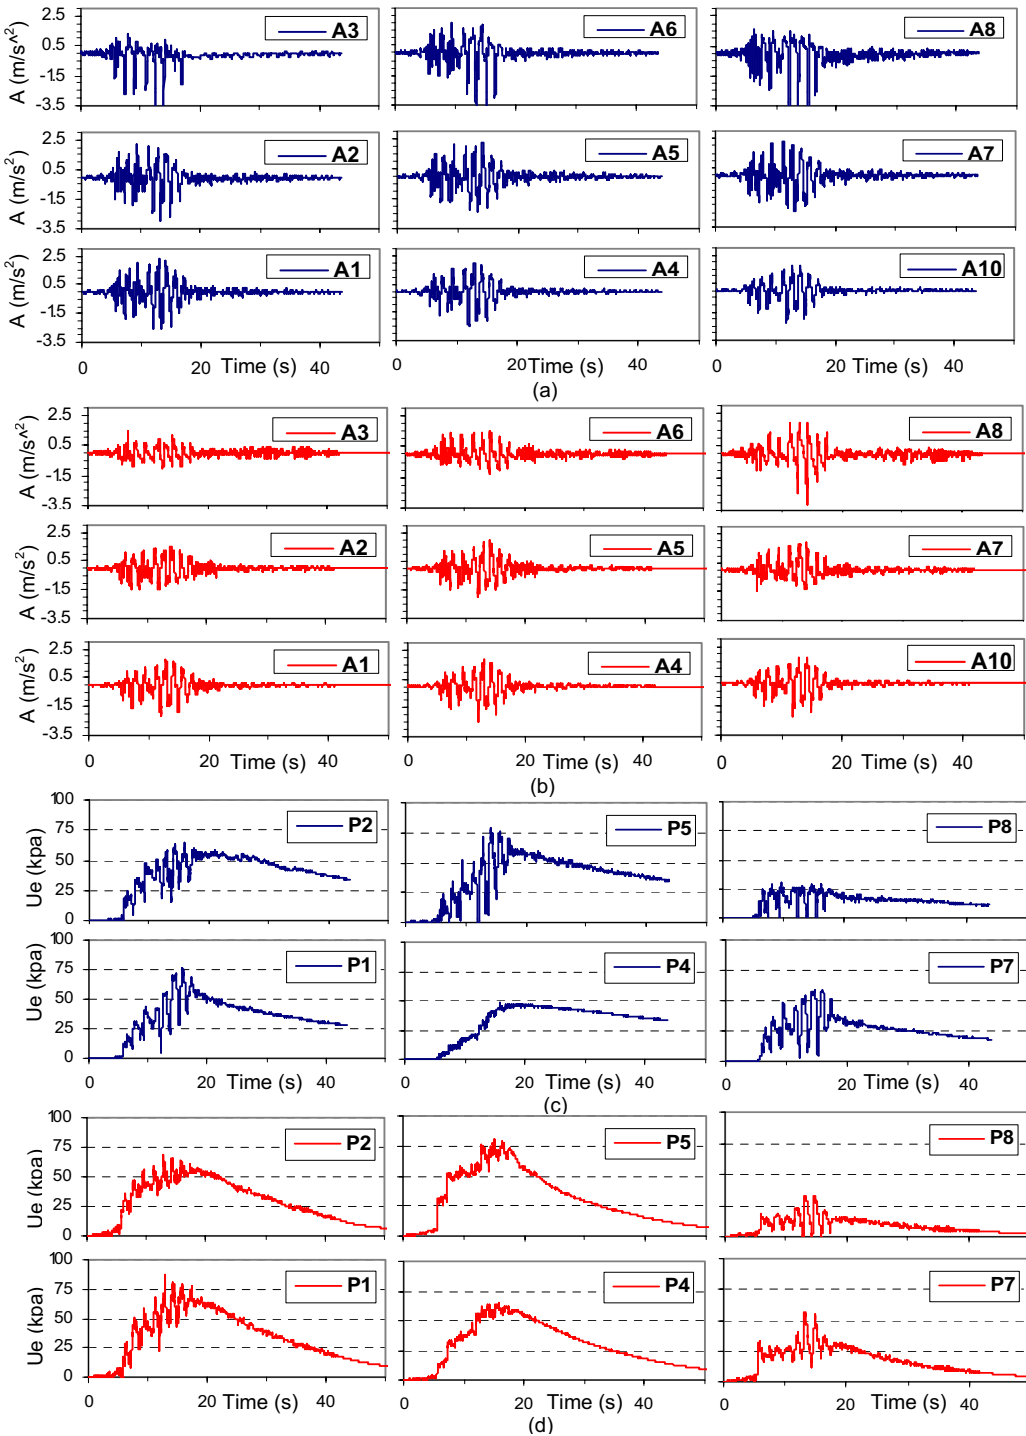 2.5 0.5 -1.5 -3.5 A (m/s^2) A3 A6 A8
2.5 0.5 -1.5 -3.5 A (m/s²) A2 A5 A7
2.5 0.5 -1.5 -3.5 A (m/s²) A1 A4 A10
0 20 40 Time (s) 0 20 40 Time (s) 0 20 40 Time (s)
(a)
2.5 0.5 -1.5 -3.5 A (m/s^2) A3 A6 A8
2.5 0.5 -1.5 -3.5 A (m/s²) A2 A5 A7
2.5 0.5 -1.5 -3.5 A (m/s²) A1 A4 A10
0 20 Time (s) 40 0 20 Time (s) 40 0 20 Time (s) 40
(b)
100 75 50 25 0 Ue (kpa) P2 P5 P8
100 75 50 25 0 Ue (kpa) P1 P4 P7
0 20 Time (s) 40 0 20 Time (s) 40 0 20 Time (s) 40
(c)
100 75 50 25 0 Ue (kpa) P2 P5 P8
100 75 50 25 0 Ue (kpa) P1 P4 P7
0 20 Time (s) 40 0 20 Time (s) 40 0 20 Time (s) 40
(d)